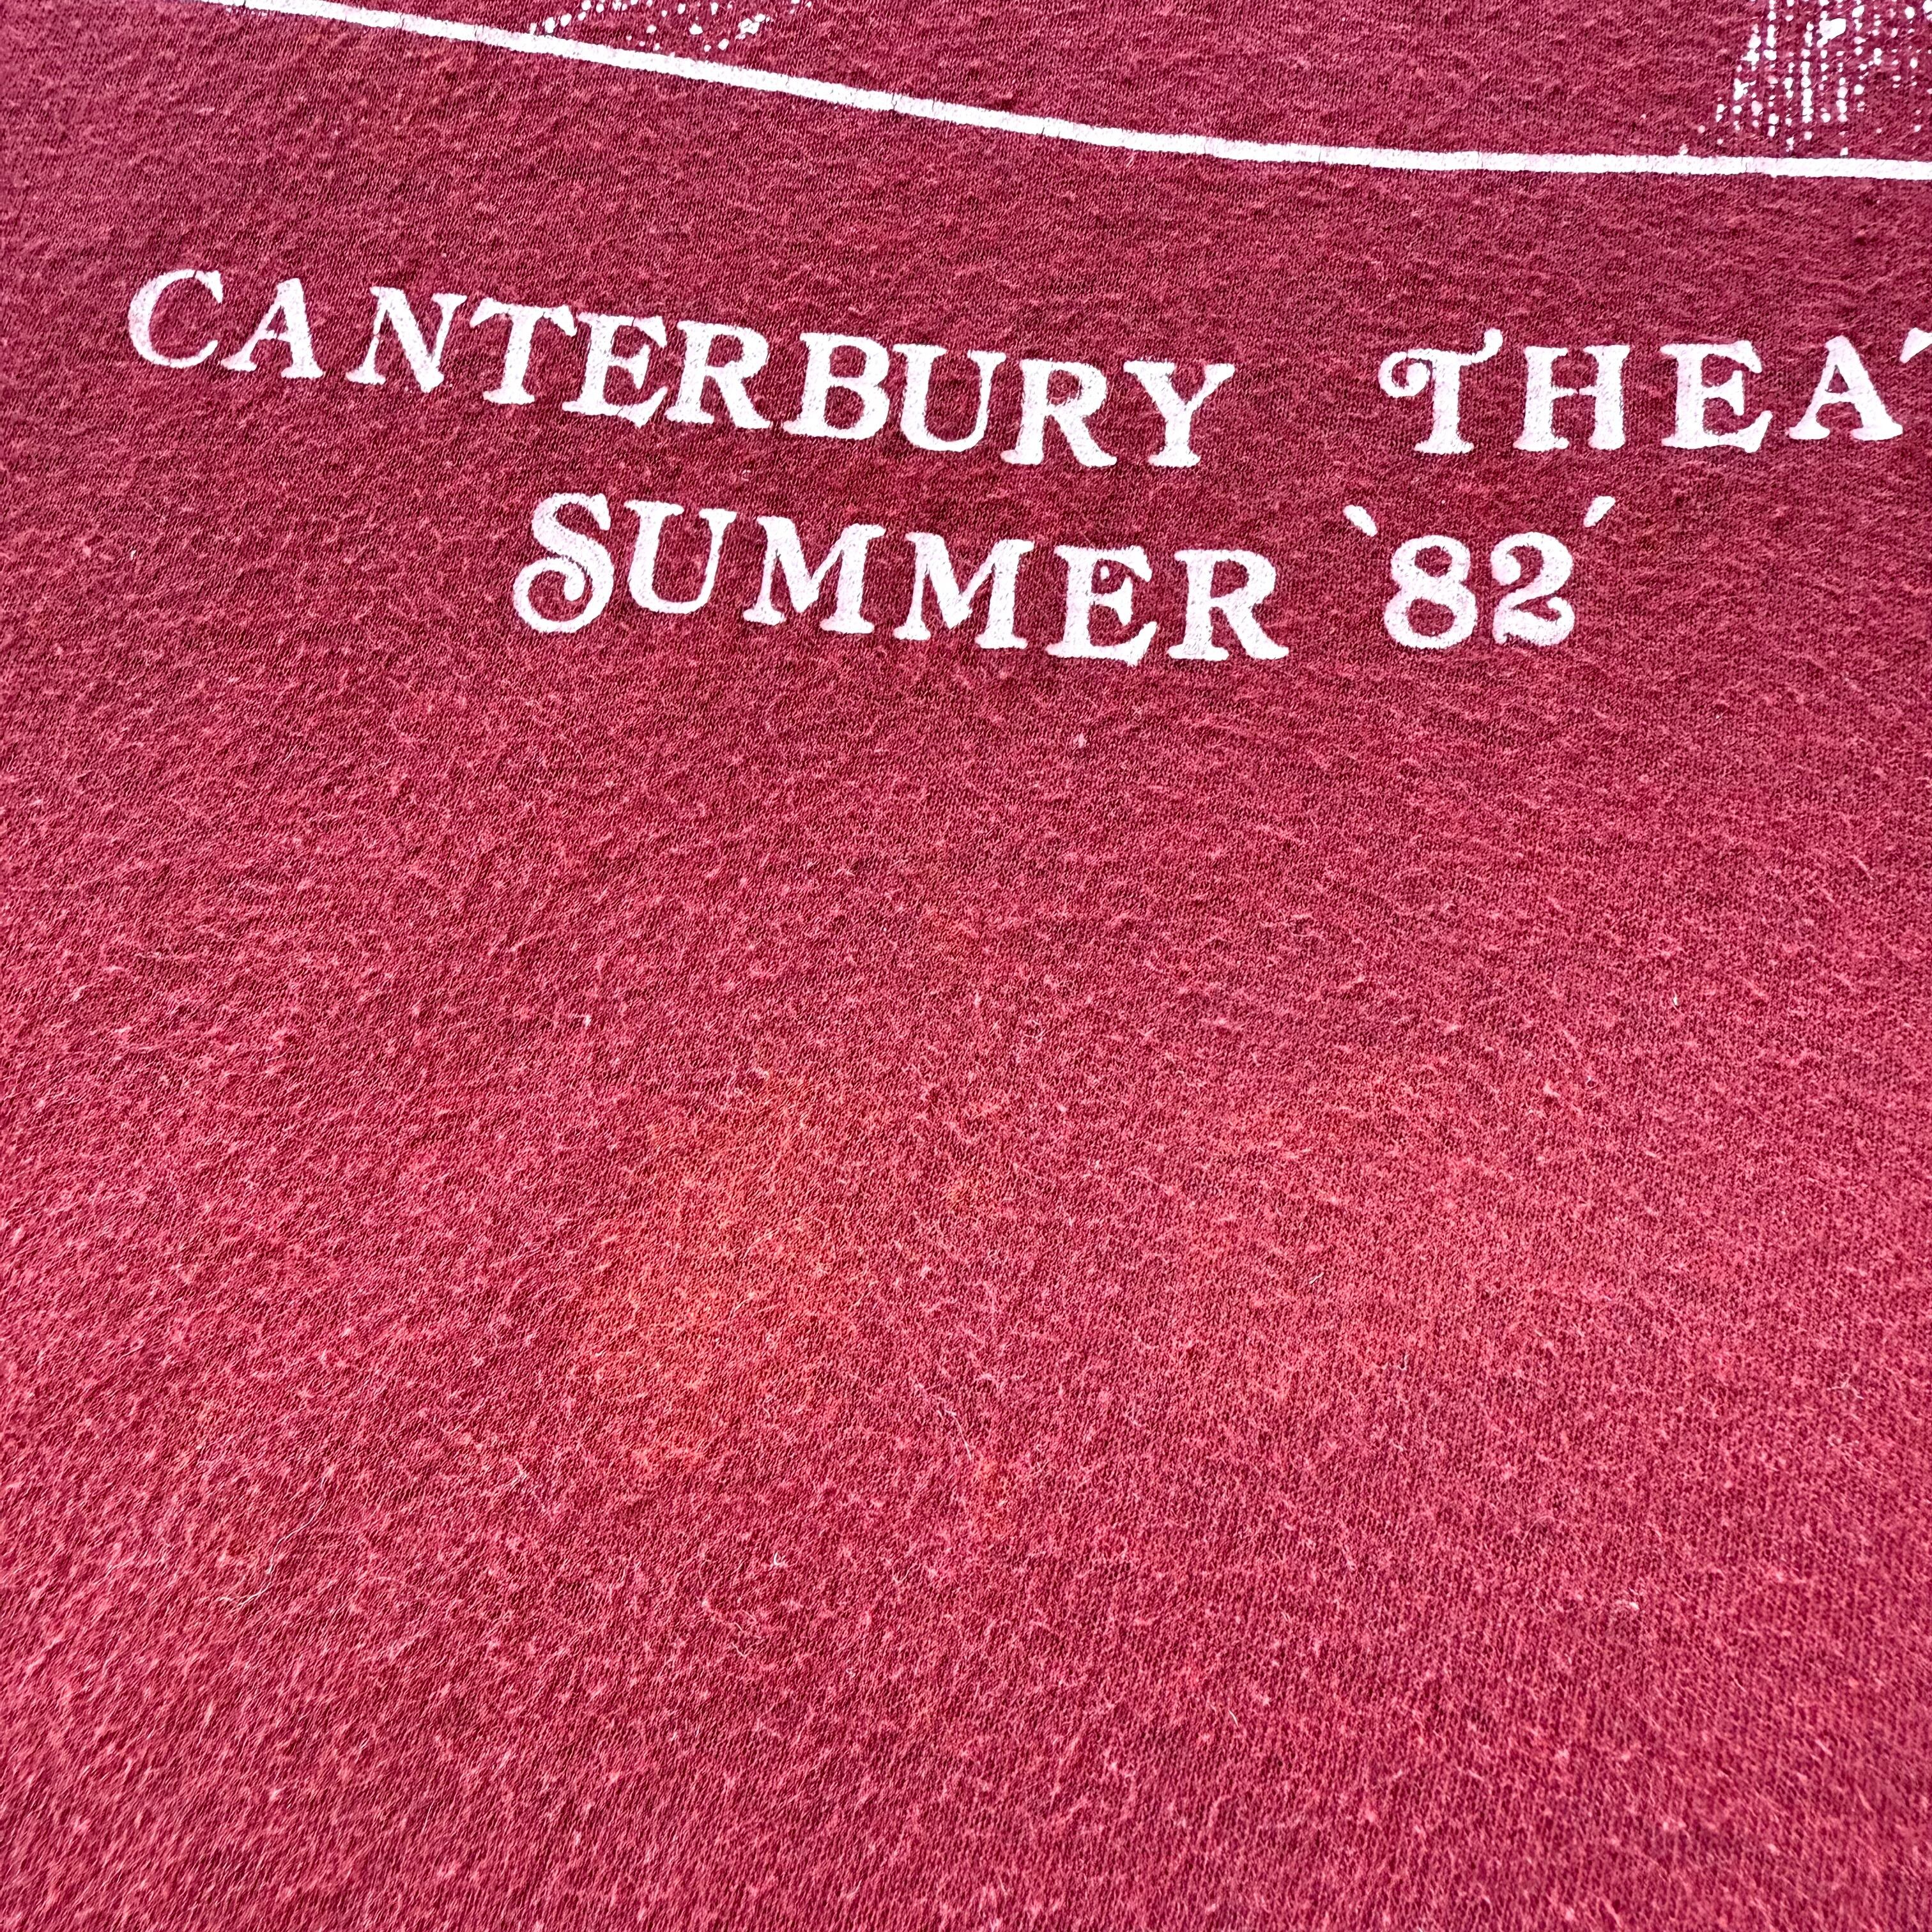 CANTERBURY THEA
SUMMER `82´